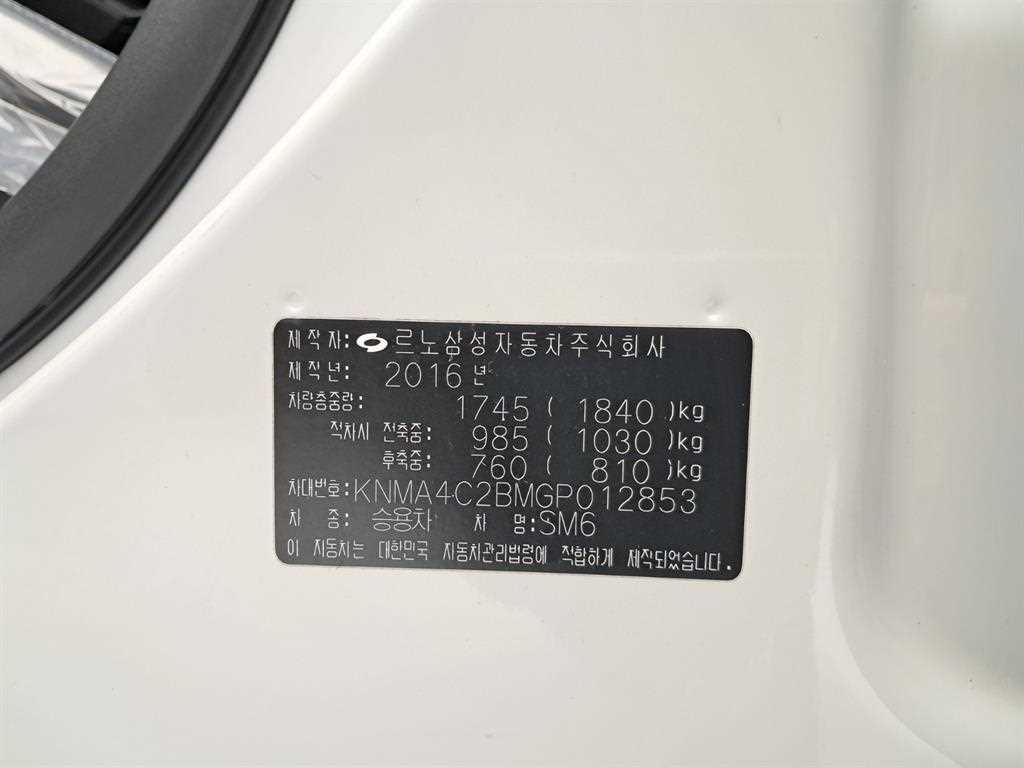 제작자: 르노삼성자동차주식회사
제작년: 2016년
차량총중량: 1745 ( 1840 )kg
적차시 전축중: 985 ( 1030 )kg
후축중: 760 ( 810 )kg
차대번호: KNMA4C2BMGP012853
차 종: 승용차 차 명: SM6
이 자동차는 대한민국 자동차관리법령에 적합하게 제작되었습니다.